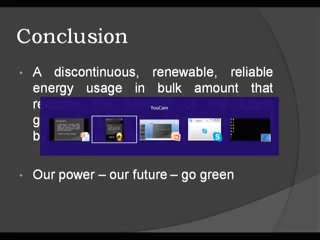 Conclusion
• A discontinuous, renewable, reliable
energy usage in bulk amount that
YouCam
• Our power – our future – go green